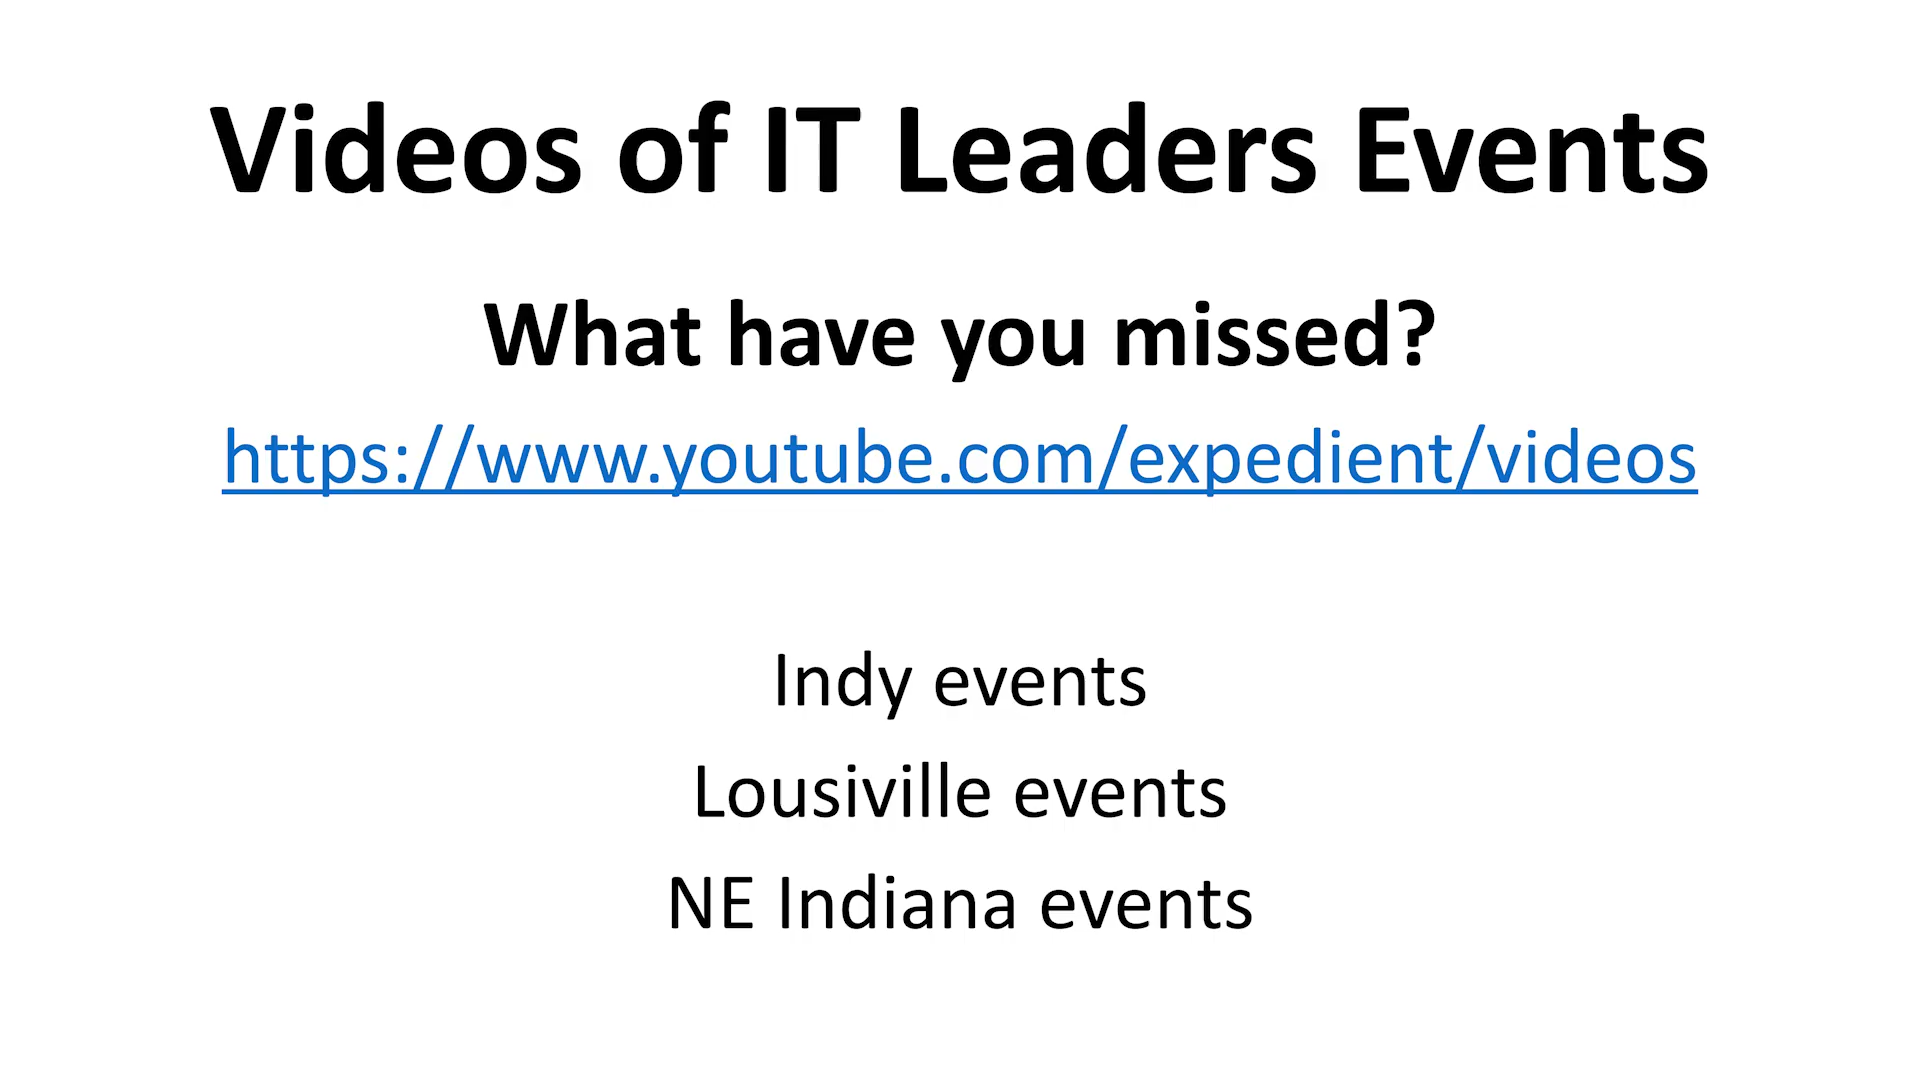 Videos of IT Leaders Events
What have you missed?
https://www.youtube.com/expedient/videos
Indy events
Lousiville events
NE Indiana events